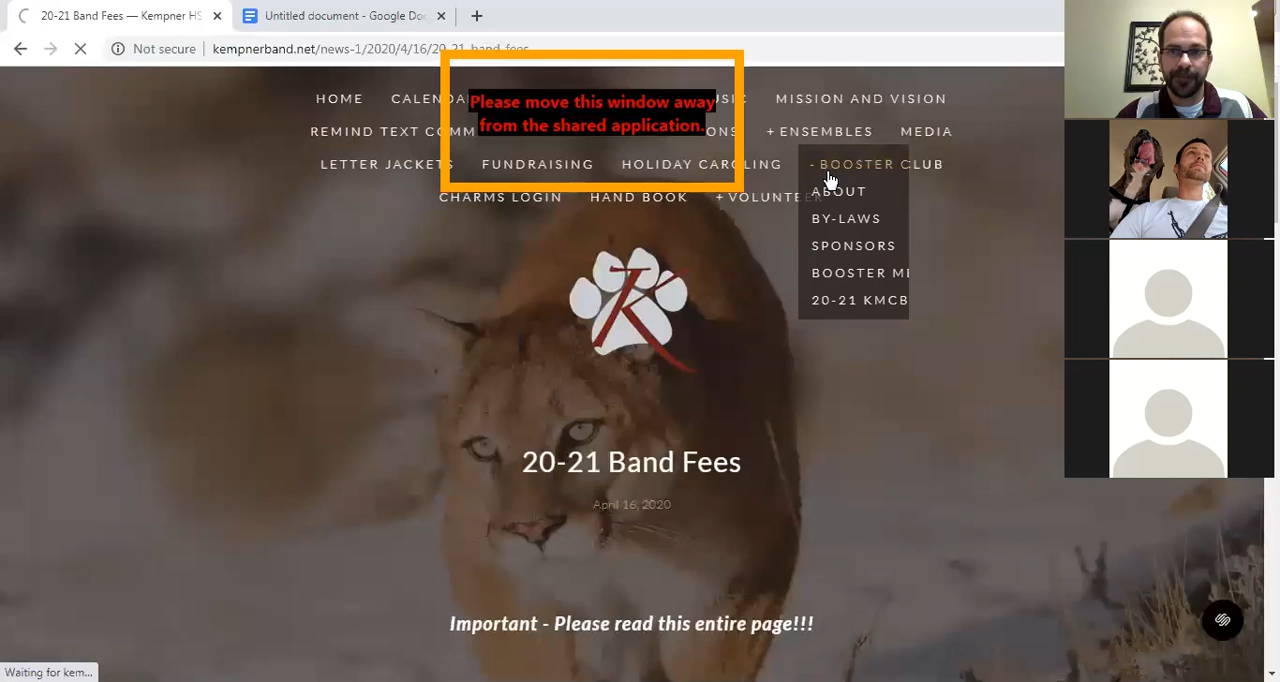 20-21 Band Fees — Kempner HS
Untitled document - Google Do
Not secure
kempnerband.net/news-1/2020/4/16/20-21_band_fees
HOME
Please move this window away
from the shared application.
MISSION AND VISION
REMIND TEXT COMM
+ ENSEMBLES
MEDIA
LETTER JACKETS
FUNDRAISING
HOLIDAY CAROLING
- BOOSTER CLUB
CHARMS LOGIN
HAND BOOK
+ VOLUNTEER
ABOUT
BY-LAWS
SPONSORS
BOOSTER
20-21 KMCB
K
20-21 Band Fees
April 16, 2020
Important - Please read this entire page!!!
Waiting for kem...